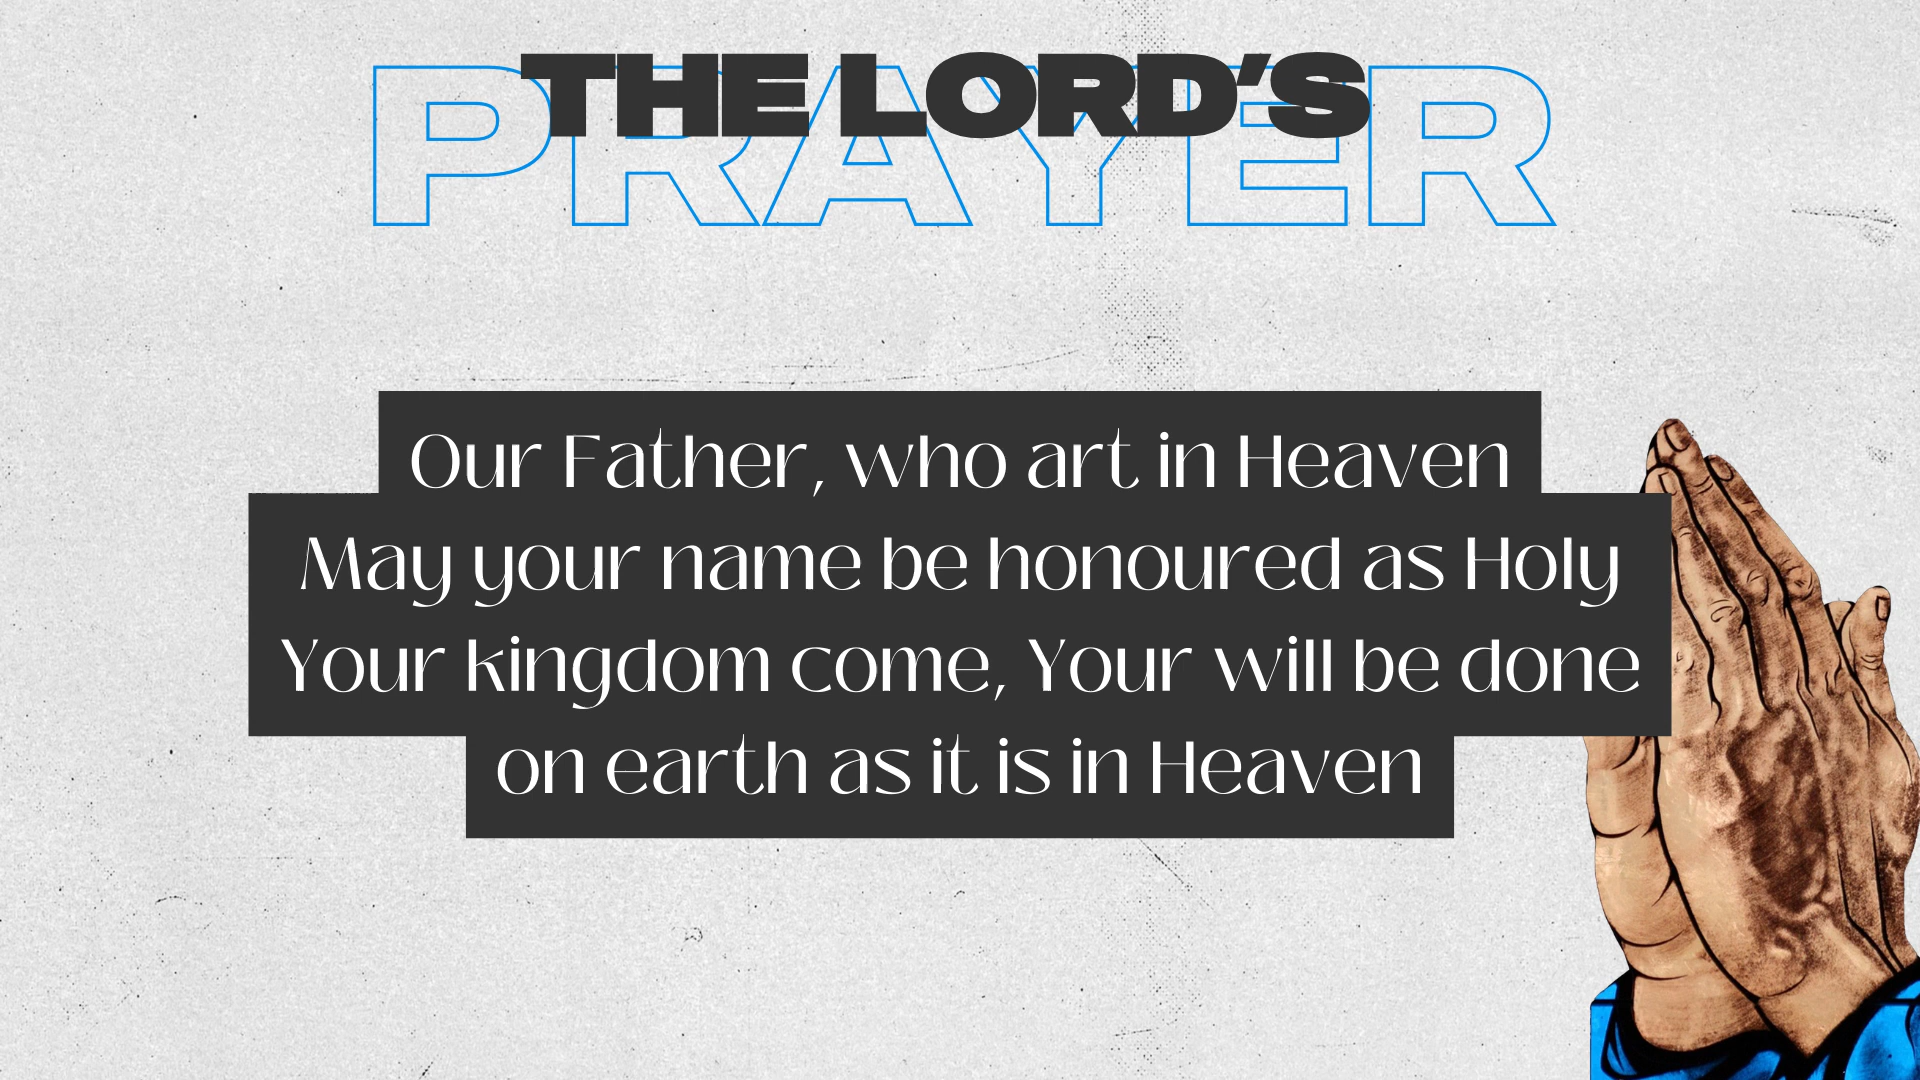 THE LORD'S
PRAYER
Our Father, who art in Heaven
May your name be honoured as Holy
Your kingdom come, Your will be done
on earth as it is in Heaven